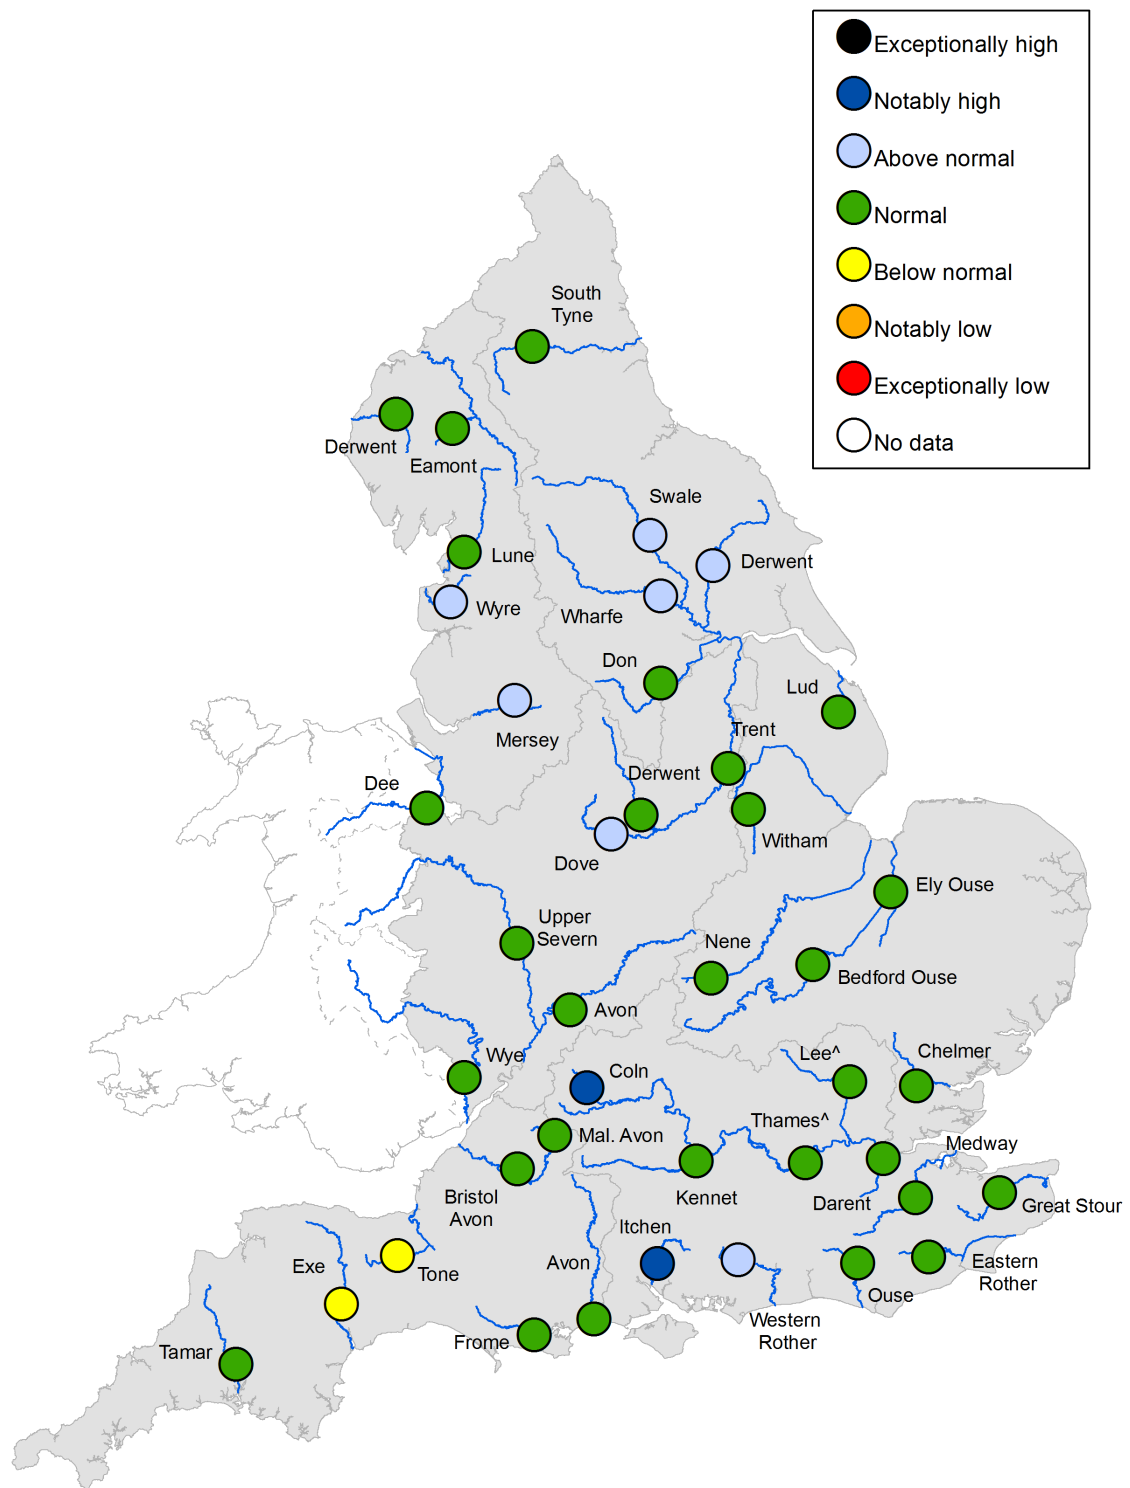 Exceptionally high
Notably high
Above normal
Normal
Below normal
Notably low
Exceptionally low
No data
South
Tyne
Derwent
Eamont
Swale
Lune
Derwent
Wyre
Wharfe
Don
Lud
Mersey
Trent
Derwent
Dee
Witham
Dove
Ely Ouse
Upper
Severn
Nene
Bedford Ouse
Avon
Wye
Lee^
Chelmer
Coln
Thames^
Mal. Avon
Medway
Kennet
Bristol
Avon
Darent
Great Stour
Itchen
Exe
Tone
Avon
Eastern
Rother
Ouse
Western
Rother
Frome
Tamar